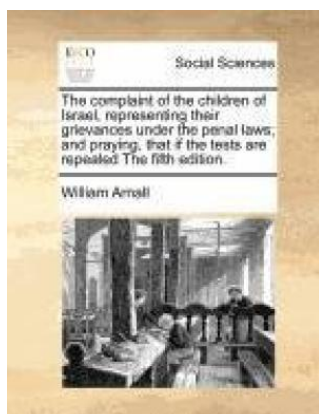 ECCO
Social Sciences
The complaint of the children of
Israel, representing their
grievances under the penal laws;
and praying, that if the tests are
repealed The fifth edition.
William Arnall